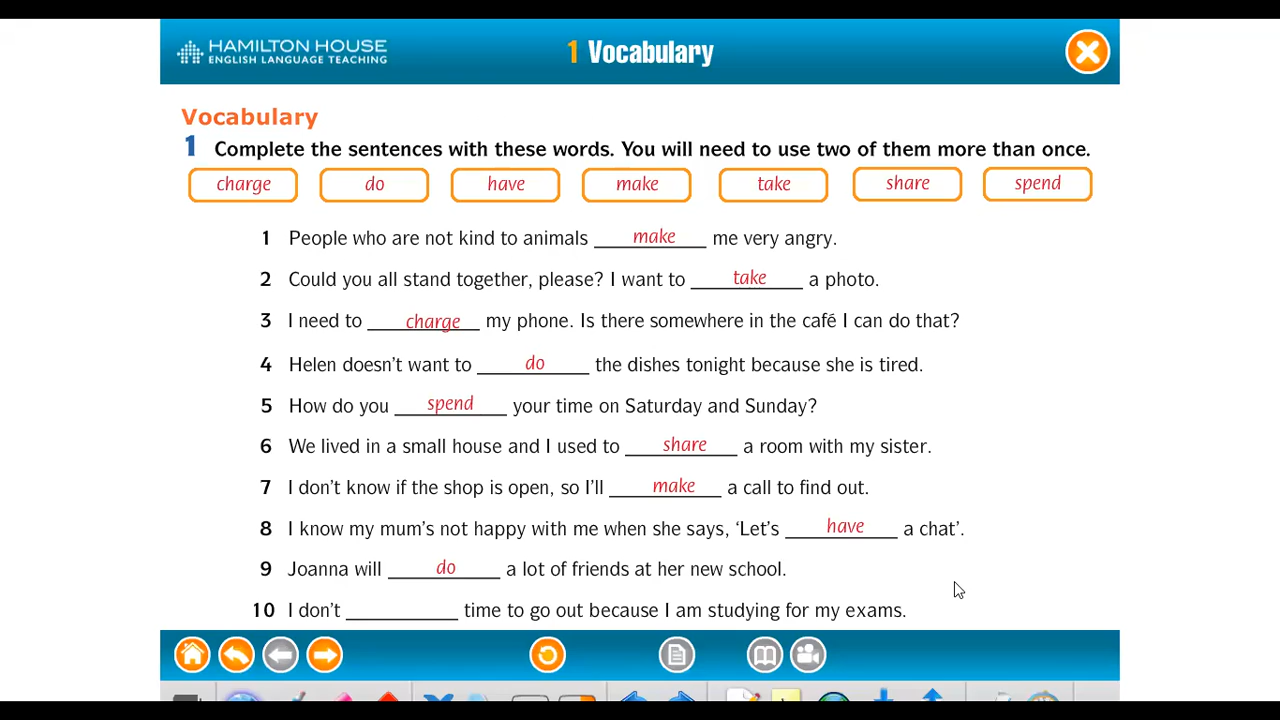 HAMILTON HOUSE
ENGLISH LANGUAGE TEACHING
1 Vocabulary
Vocabulary
1 Complete the sentences with these words. You will need to use two of them more than once.
charge do have make take share spend
1 People who are not kind to animals make me very angry.
2 Could you all stand together, please? I want to take a photo.
3 I need to charge my phone. Is there somewhere in the café I can do that?
4 Helen doesn't want to do the dishes tonight because she is tired.
5 How do you spend your time on Saturday and Sunday?
6 We lived in a small house and I used to share a room with my sister.
7 I don't know if the shop is open, so I'll make a call to find out.
8 I know my mum's not happy with me when she says, 'Let's have a chat'.
9 Joanna will do a lot of friends at her new school.
10 I don't __________ time to go out because I am studying for my exams.